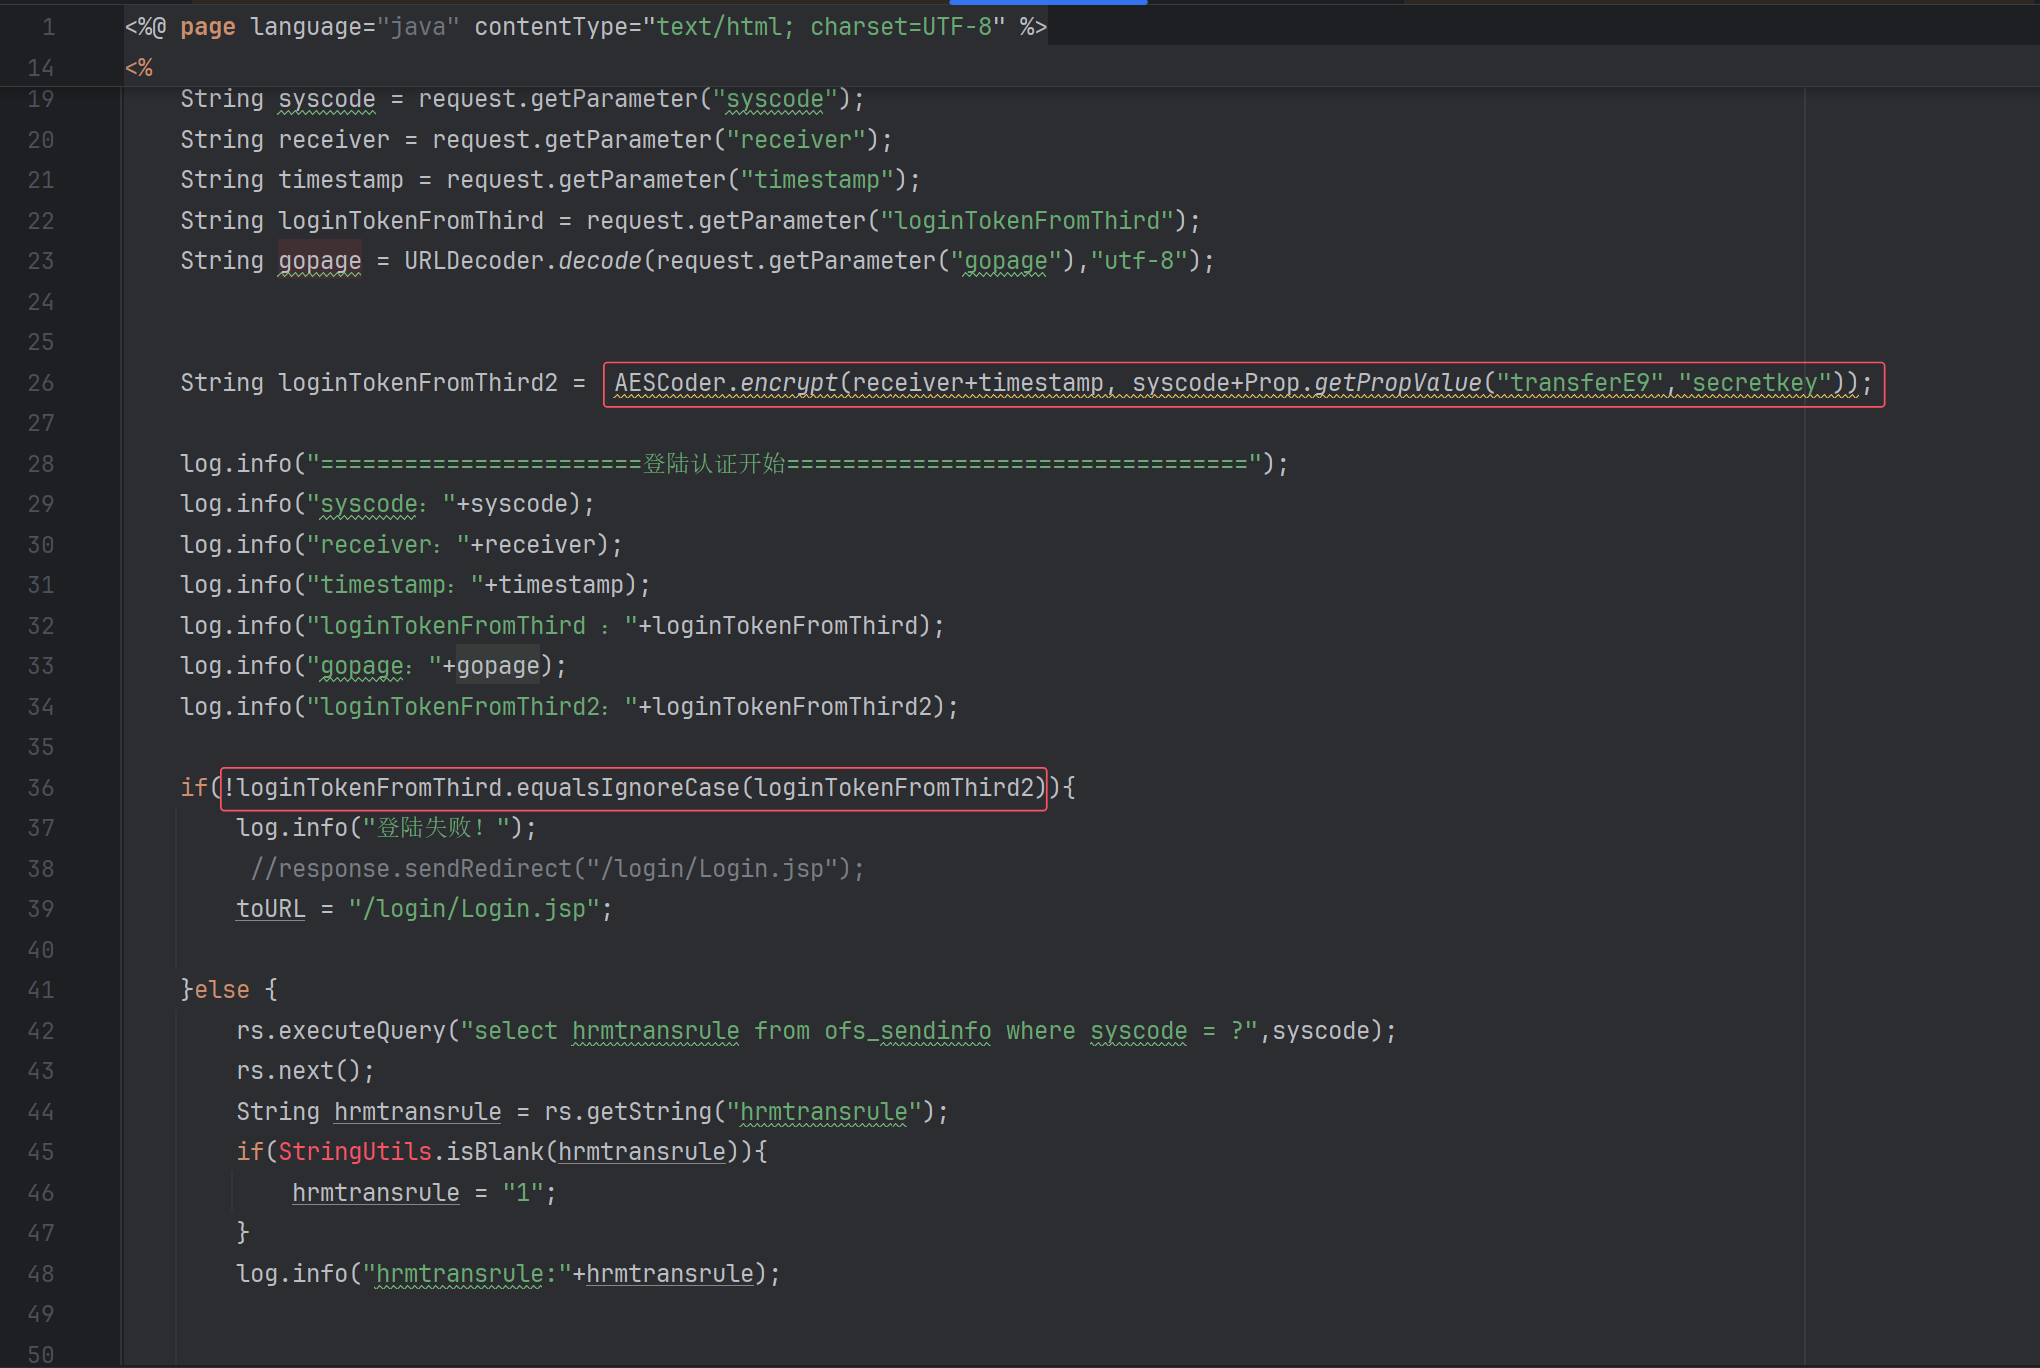 1 <%@ page language="java" contentType="text/html; charset=UTF-8" %>
14 <%
19 String syscode = request.getParameter("syscode");
20 String receiver = request.getParameter("receiver");
21 String timestamp = request.getParameter("timestamp");
22 String loginTokenFromThird = request.getParameter("loginTokenFromThird");
23 String gopage = URLDecoder.decode(request.getParameter("gopage"),"utf-8");
24
25
26 String loginTokenFromThird2 = AESCoder.encrypt(receiver+timestamp, syscode+Prop.getPropValue("transferE9","secretkey"));
27
28 log.info("=======================登陆认证开始=================================");
29 log.info("syscode："+syscode);
30 log.info("receiver："+receiver);
31 log.info("timestamp："+timestamp);
32 log.info("loginTokenFromThird ："+loginTokenFromThird);
33 log.info("gopage："+gopage);
34 log.info("loginTokenFromThird2："+loginTokenFromThird2);
35
36 if(!loginTokenFromThird.equalsIgnoreCase(loginTokenFromThird2)){
37 log.info("登陆失败！");
38 //response.sendRedirect("/login/Login.jsp");
39 toURL = "/login/Login.jsp";
40
41 }else {
42 rs.executeQuery("select hrmtransrule from ofs_sendinfo where syscode = ?",syscode);
43 rs.next();
44 String hrmtransrule = rs.getString("hrmtransrule");
45 if(StringUtils.isBlank(hrmtransrule)){
46 hrmtransrule = "1";
47 }
48 log.info("hrmtransrule:"+hrmtransrule);
49
50